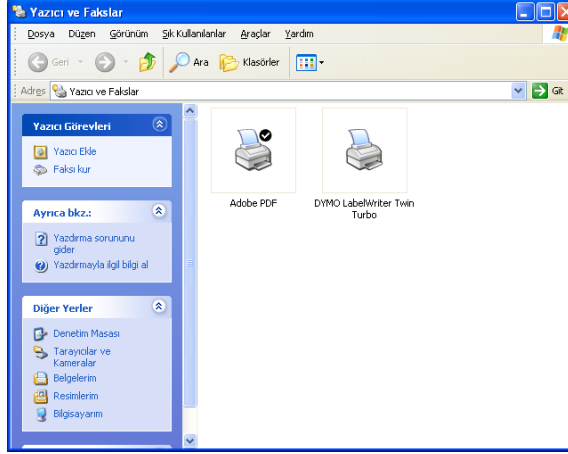 Yazıcı ve Fakslar
Dosya Düzen Görünüm Sık Kullanılanlar Araçlar Yardım
Geri Ara Klasörler
Adres Yazıcı ve Fakslar Git
Yazıcı Görevleri
Yazıcı Ekle
Faksı kur
Ayrıca bkz.:
Yazdırma sorununu
gider
Yazdırmayla ilgil bilgi al
Diğer Yerler
Denetim Masası
Tarayıcılar ve
Kameralar
Belgelerim
Resimlerim
Bilgisayarım
Adobe PDF
DYMO LabelWriter Twin
Turbo